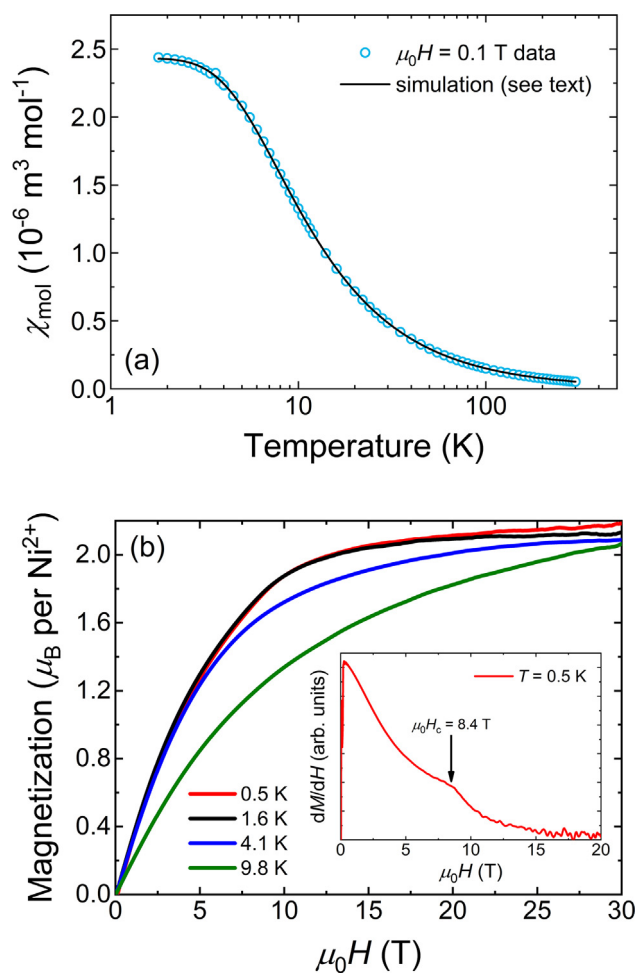 2.5
2.0
1.5
1.0
0.5
0.0
χmol (10⁻⁶ m³ mol⁻¹)
μ₀H = 0.1 T data
simulation (see text)
(a)
1
10
100
Temperature (K)
(b)
2.0
1.6
1.2
0.8
0.4
0.0
Magnetization (μB per Ni²⁺)
0.5 K
1.6 K
4.1 K
9.8 K
T = 0.5 K
μ₀Hc = 8.4 T
dM/dH (arb. units)
0
5
10
15
20
μ₀H (T)
0
5
10
15
20
25
30
μ₀H (T)